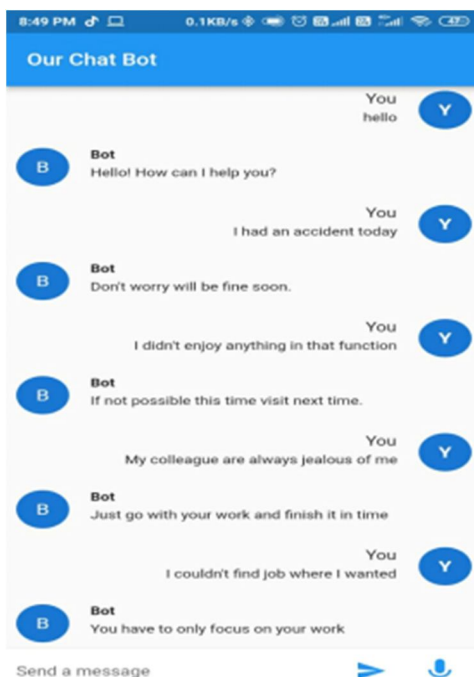 8:49 PM 0.1KB/s 47
Our Chat Bot
You
hello
Y
B
Bot
Hello! How can I help you?
You
I had an accident today
Y
B
Bot
Don't worry will be fine soon.
You
I didn't enjoy anything in that function
Y
B
Bot
If not possible this time visit next time.
You
My colleague are always jealous of me
Y
B
Bot
Just go with your work and finish it in time
You
I couldn't find job where I wanted
Y
B
Bot
You have to only focus on your work
Send a message